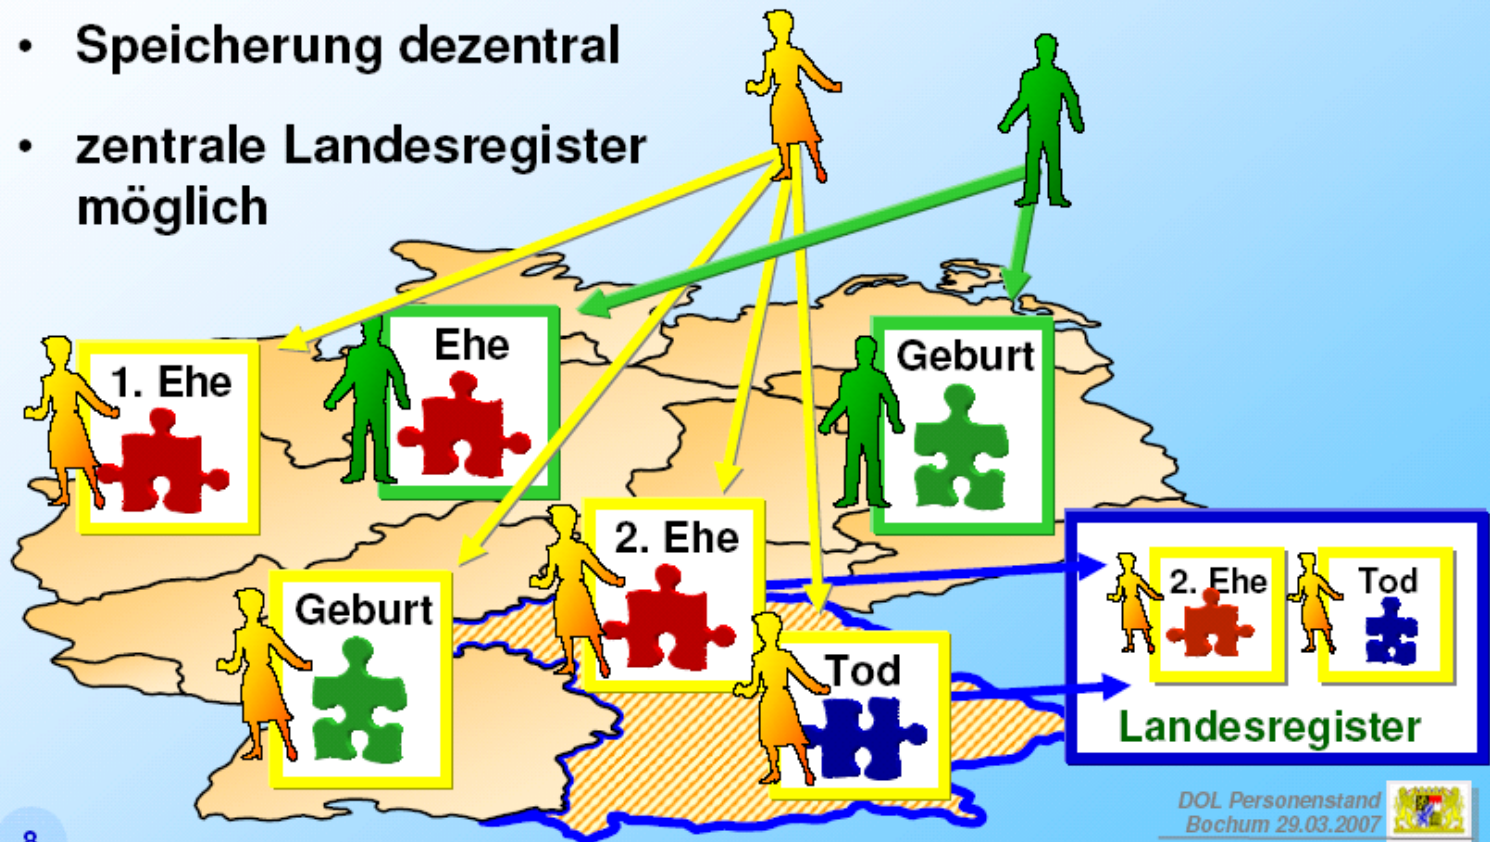 • Speicherung dezentral
• zentrale Landesregister
möglich
1. Ehe
Ehe
Geburt
2. Ehe
Geburt
Tod
2. Ehe
Tod
Landesregister
DOL Personenstand
Bochum 29.03.2007
8